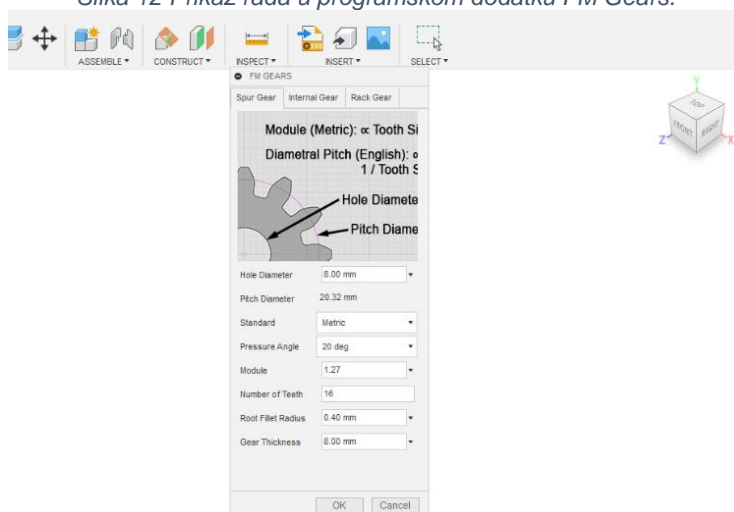 Slika 12 Prikaz rada u programskom dodatku FM Gears.
ASSEMBLE CONSTRUCT INSPECT INSERT SELECT
FM GEARS
Spur Gear Internal Gear Rack Gear
Module (Metric): ∝ Tooth Si
Diametral Pitch (English): ∝
1 / Tooth S
Hole Diamete
Pitch Diame
Hole Diameter 8.00 mm
Pitch Diameter 20.32 mm
Standard Metric
Pressure Angle 20 deg
Module 1.27
Number of Teeth 16
Root Fillet Radius 0.40 mm
Gear Thickness 8.00 mm
OK Cancel
Y
TOP
FRONT RIGHT
Z X